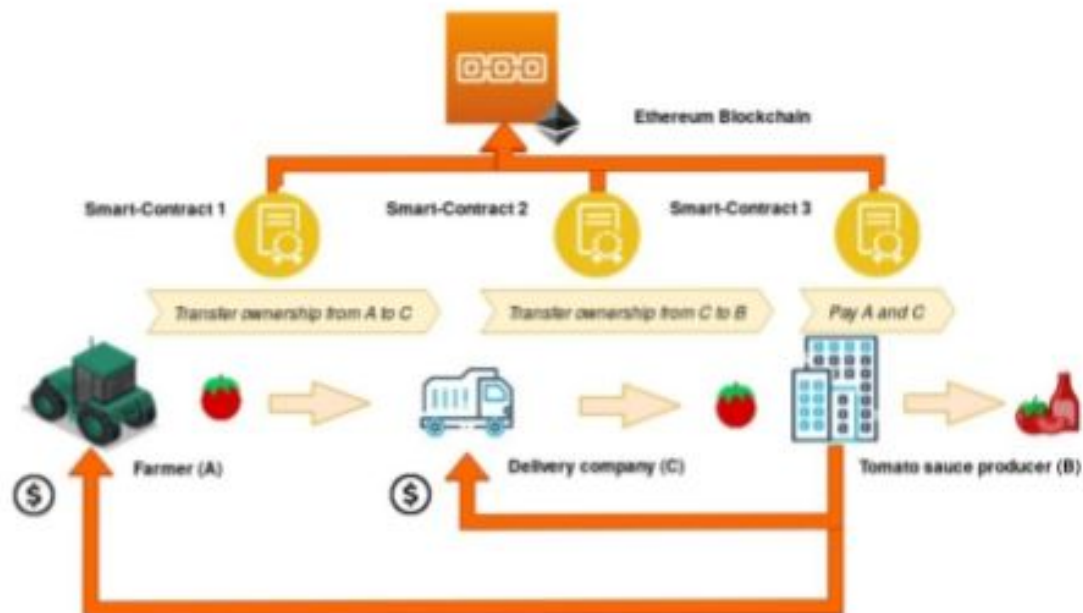 Ethereum Blockchain
Smart-Contract 1
Smart-Contract 2
Smart-Contract 3
Transfer ownership from A to C
Transfer ownership from C to B
Pay A and C
Farmer (A)
Delivery company (C)
Tomato sauce producer (B)
$
$